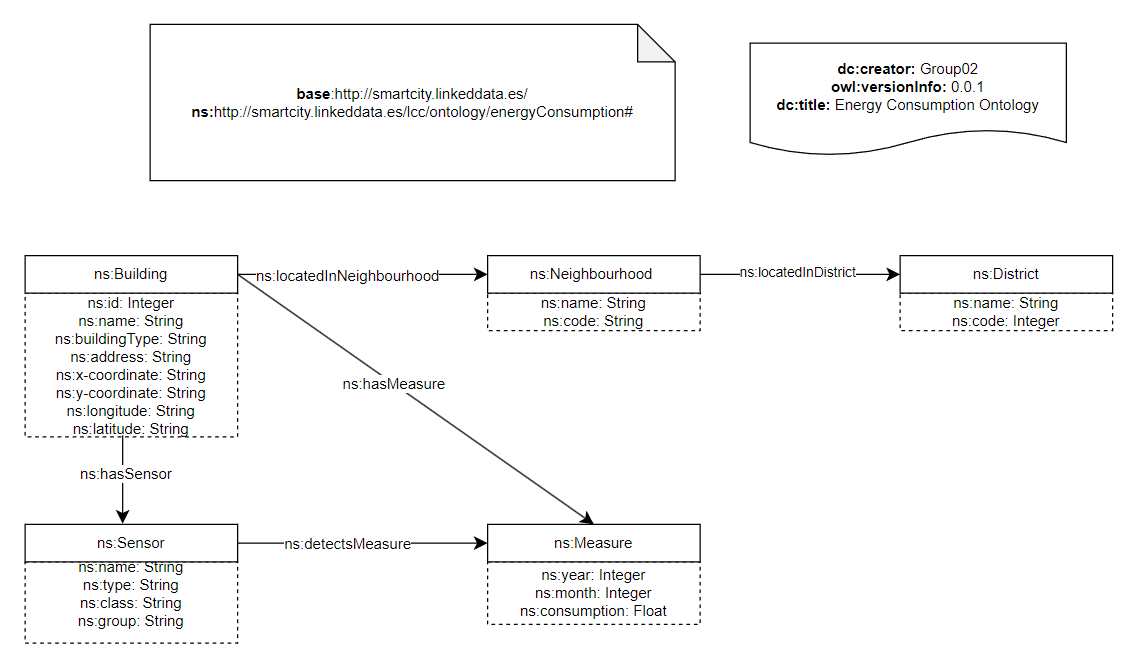 base:http://smartcity.linkeddata.es/
ns:http://smartcity.linkeddata.es/lcc/ontology/energyConsumption#
dc:creator: Group02
owl:versionInfo: 0.0.1
dc:title: Energy Consumption Ontology
ns:Building
ns:locatedInNeighbourhood
ns:Neighbourhood
ns:locatedInDistrict
ns:District
ns:id: Integer
ns:name: String
ns:buildingType: String
ns:address: String
ns:x-coordinate: String
ns:y-coordinate: String
ns:longitude: String
ns:latitude: String
ns:name: String
ns:code: String
ns:name: String
ns:code: Integer
ns:hasMeasure
ns:hasSensor
ns:Sensor
ns:detectsMeasure
ns:Measure
ns:name: String
ns:type: String
ns:class: String
ns:group: String
ns:year: Integer
ns:month: Integer
ns:consumption: Float